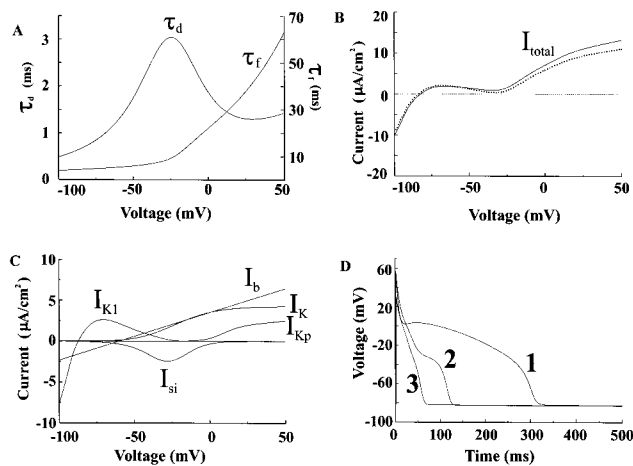 A
3
2
1
0
τd (ms)
τd
τf
70
50
30
10
τf (ms)
-100 -50 0 50
Voltage (mV)
B
20
10
0
-10
20
Current (µA/cm²)
Itotal
-100 -50 0 50
Voltage (mV)
C
10
5
0
-5
-10
Current (µA/cm²)
IK1
Ib
IK
IKp
Isi
-100 -50 0 50
Voltage (mV)
D
60
20
-20
-60
-100
Voltage (mV)
1
2
3
0 100 200 300 400 500
Time (ms)